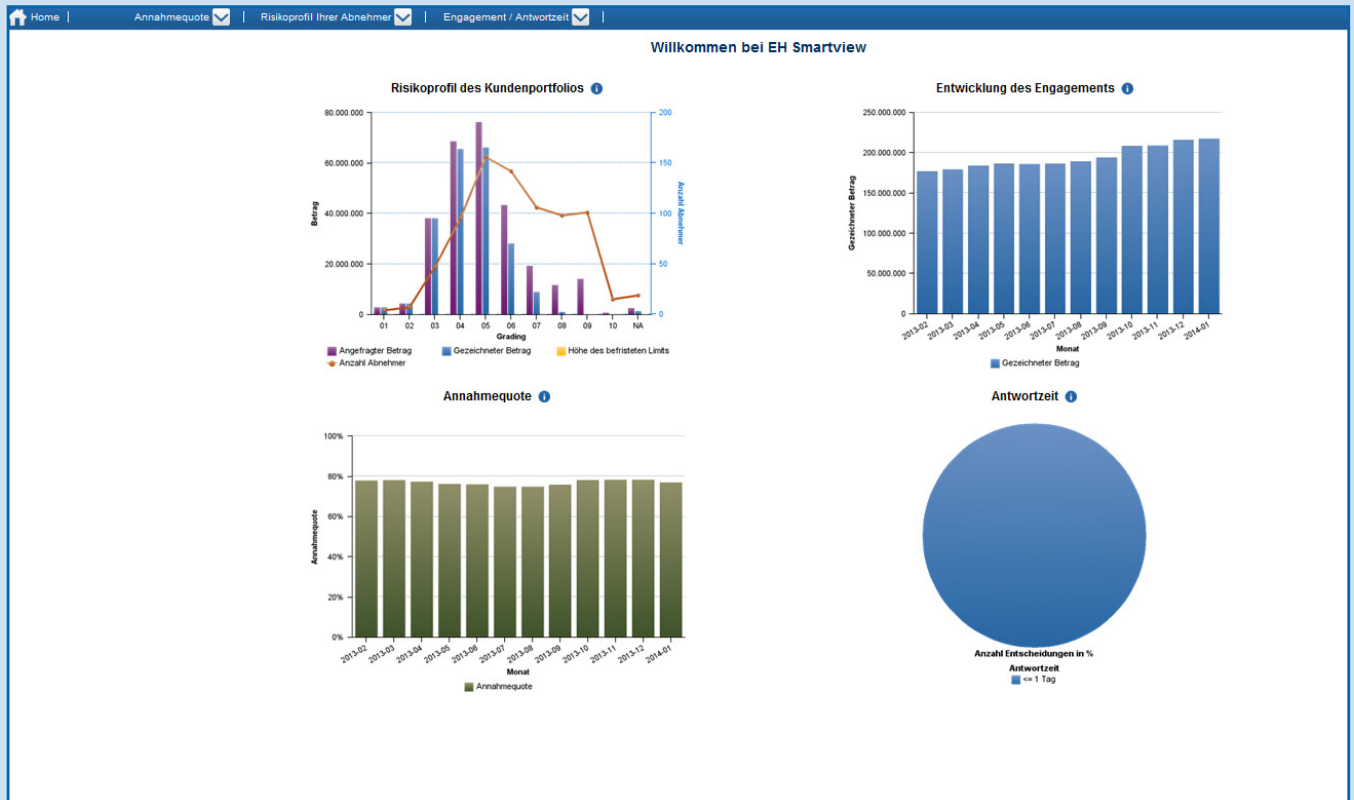 Home | Annahmequote | Risikoprofil Ihrer Abnehmer | Engagement / Antwortzeit |
Willkommen bei EH Smartview
Risikoprofil des Kundenportfolios i
80.000.000
60.000.000
40.000.000
20.000.000
0
Betrag
200
150
100
50
0
Anzahl Abnehmer
01 02 03 04 05 06 07 08 09 10 NA
Grading
Angefragter Betrag Gezeichneter Betrag Höhe des befristeten Limits
Anzahl Abnehmer
Entwicklung des Engagements i
250.000.000
200.000.000
150.000.000
100.000.000
50.000.000
0
Gezeichneter Betrag
2013-02 2013-03 2013-04 2013-05 2013-06 2013-07 2013-08 2013-09 2013-10 2013-11 2013-12 2014-01
Monat
Gezeichneter Betrag
Annahmequote i
100%
80%
60%
40%
20%
0%
Annahmequote
2013-02 2013-03 2013-04 2013-05 2013-06 2013-07 2013-08 2013-09 2013-10 2013-11 2013-12 2014-01
Monat
Annahmequote
Antwortzeit i
Anzahl Entscheidungen in %
Antwortzeit
<= 1 Tag